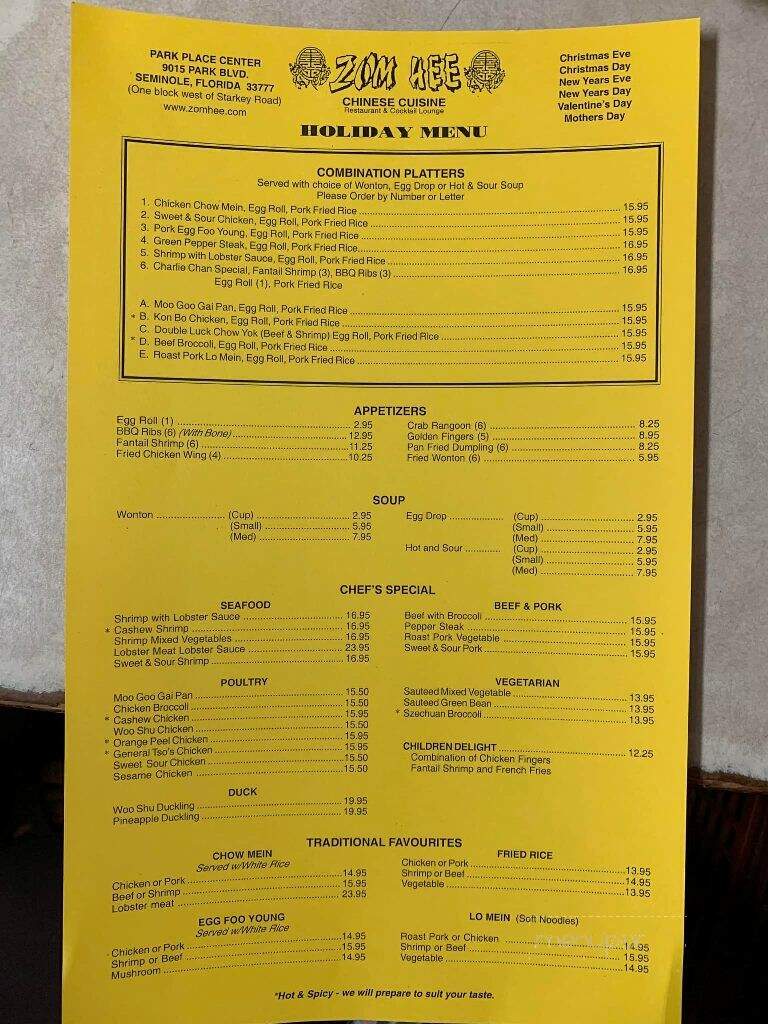 PARK PLACE CENTER
9015 PARK BLVD.
SEMINOLE, FLORIDA 33777
(One block west of Starkey Road)
www.zomhee.com
ZOM HEE
CHINESE CUISINE
Restaurant & Cocktail Lounge
HOLIDAY MENU
Christmas Eve
Christmas Day
New Years Eve
New Years Day
Valentine's Day
Mothers Day
COMBINATION PLATTERS
Served with choice of Wonton, Egg Drop or Hot & Sour Soup
Please Order by Number or Letter
1. Chicken Chow Mein, Egg Roll, Pork Fried Rice 15.95
2. Sweet & Sour Chicken, Egg Roll, Pork Fried Rice 15.95
3. Pork Egg Foo Young, Egg Roll, Pork Fried Rice 15.95
4. Green Pepper Steak, Egg Roll, Pork Fried Rice 16.95
5. Shrimp with Lobster Sauce, Egg Roll, Pork Fried Rice 16.95
6. Charlie Chan Special, Fantail Shrimp (3), BBQ Ribs (3) 16.95
Egg Roll (1), Pork Fried Rice
A. Moo Goo Gai Pan, Egg Roll, Pork Fried Rice 15.95
* B. Kon Bo Chicken, Egg Roll, Pork Fried Rice 15.95
C. Double Luck Chow Yok (Beef & Shrimp) Egg Roll, Pork Fried Rice 15.95
* D. Beef Broccoli, Egg Roll, Pork Fried Rice 15.95
E. Roast Pork Lo Mein, Egg Roll, Pork Fried Rice 15.95
APPETIZERS
Egg Roll (1) 2.95
BBQ Ribs (6) (With Bone) 12.95
Fantail Shrimp (6) 11.25
Fried Chicken Wing (4) 10.25
Crab Rangoon (6) 8.25
Golden Fingers (5) 8.95
Pan Fried Dumpling (6) 8.25
Fried Wonton (6) 5.95
SOUP
Wonton (Cup) 2.95
(Small) 5.95
(Med) 7.95
Egg Drop (Cup) 2.95
(Small) 5.95
(Med) 7.95
Hot and Sour (Cup) 2.95
(Small) 5.95
(Med) 7.95
CHEF'S SPECIAL
SEAFOOD
Shrimp with Lobster Sauce 16.95
* Cashew Shrimp 16.95
Shrimp Mixed Vegetables 16.95
Lobster Meat Lobster Sauce 23.95
Sweet & Sour Shrimp 16.95
BEEF & PORK
Beef with Broccoli 15.95
Pepper Steak 15.95
Roast Pork Vegetable 15.95
Sweet & Sour Pork 15.95
POULTRY
Moo Goo Gai Pan 15.50
Chicken Broccoli 15.50
* Cashew Chicken 15.95
Woo Shu Chicken 15.50
* Orange Peel Chicken 15.95
* General Tso's Chicken 15.95
Sweet Sour Chicken 15.50
Sesame Chicken 15.50
VEGETARIAN
Sauteed Mixed Vegetable 13.95
Sauteed Green Bean 13.95
* Szechuan Broccoli 13.95
CHILDREN DELIGHT 12.25
Combination of Chicken Fingers
Fantail Shrimp and French Fries
DUCK
Woo Shu Duckling 19.95
Pineapple Duckling 19.95
TRADITIONAL FAVOURITES
CHOW MEIN
Served w/White Rice
Chicken or Pork 14.95
Beef or Shrimp 15.95
Lobster meat 23.95
FRIED RICE
Chicken or Pork 13.95
Shrimp or Beef 14.95
Vegetable 13.95
EGG FOO YOUNG
Served w/White Rice
Chicken or Pork 14.95
Shrimp or Beef 15.95
Mushroom 14.95
LO MEIN (Soft Noodles)
Roast Pork or Chicken 14.95
Shrimp or Beef 15.95
Vegetable 14.95
*Hot & Spicy - we will prepare to suit your taste.